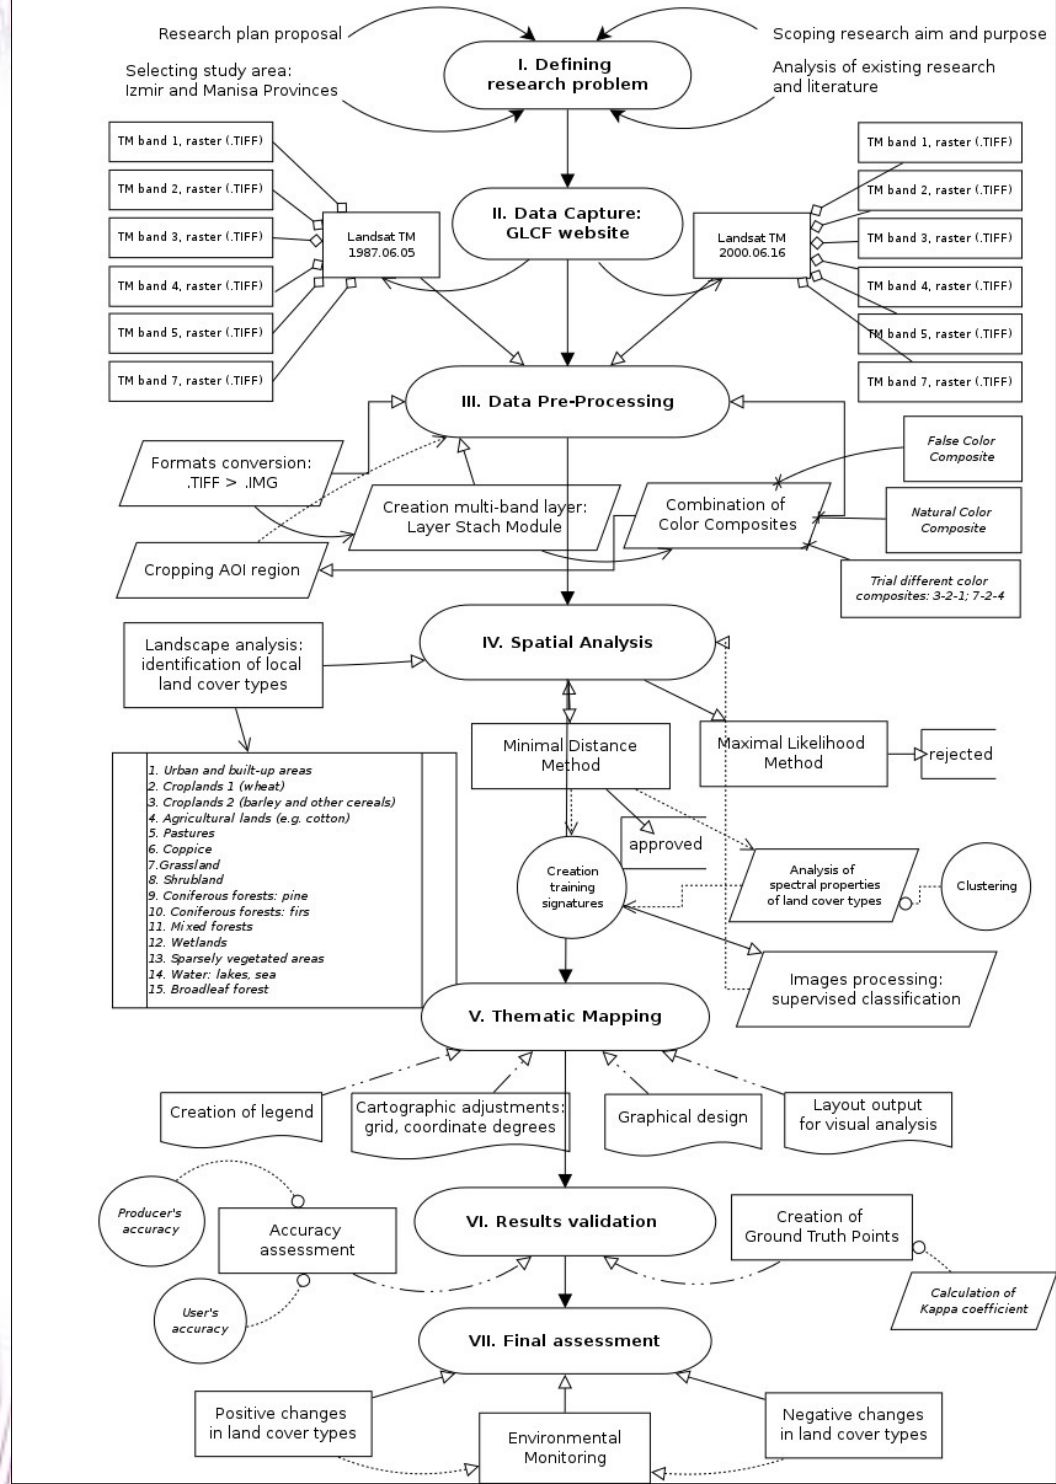 Research plan proposal
Scoping research aim and purpose
Selecting study area:
Izmir and Manisa Provinces
I. Defining
research problem
Analysis of existing research
and literature
TM band 1, raster (.TIFF)
TM band 2, raster (.TIFF)
TM band 3, raster (.TIFF)
TM band 4, raster (.TIFF)
TM band 5, raster (.TIFF)
TM band 7, raster (.TIFF)
Landsat TM
1987.06.05
II. Data Capture:
GLCF website
Landsat TM
2000.06.16
TM band 1, raster (.TIFF)
TM band 2, raster (.TIFF)
TM band 3, raster (.TIFF)
TM band 4, raster (.TIFF)
TM band 5, raster (.TIFF)
TM band 7, raster (.TIFF)
III. Data Pre-Processing
Formats conversion:
.TIFF > .IMG
Creation multi-band layer:
Layer Stach Module
Combination of
Color Composites
False Color
Composite
Natural Color
Composite
Trial different color
composites: 3-2-1; 7-2-4
Cropping AOI region
IV. Spatial Analysis
Landscape analysis:
identification of local
land cover types
Minimal Distance
Method
Maximal Likelihood
Method
rejected
1. Urban and built-up areas
2. Croplands 1 (wheat)
3. Croplands 2 (barley and other cereals)
4. Agricultural lands (e.g. cotton)
5. Pastures
6. Coppice
7.Grassland
8. Shrubland
9. Coniferous forests: pine
10. Coniferous forests: firs
11. Mixed forests
12. Wetlands
13. Sparsely vegetated areas
14. Water: lakes, sea
15. Broadleaf forest
approved
Creation
training
signatures
Analysis of
spectral properties
of land cover types
Clustering
Images processing:
supervised classification
V. Thematic Mapping
Creation of legend
Cartographic adjustments:
grid, coordinate degrees
Graphical design
Layout output
for visual analysis
Producer's
accuracy
Accuracy
assessment
User's
accuracy
VI. Results validation
Creation of
Ground Truth Points
Calculation of
Kappa coefficient
VII. Final assessment
Positive changes
in land cover types
Environmental
Monitoring
Negative changes
in land cover types